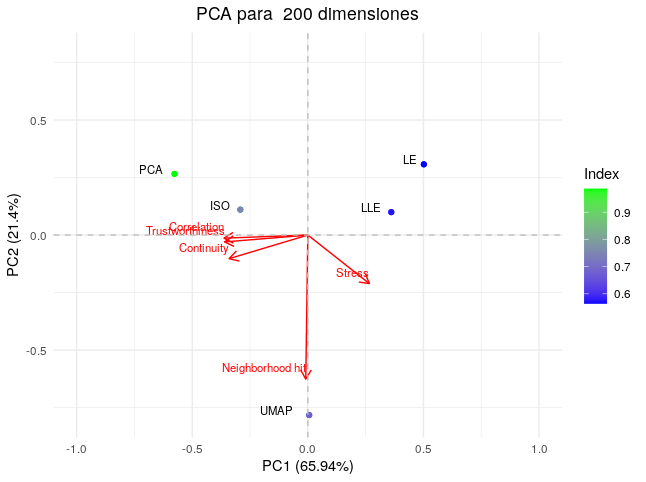 PCA para  200 dimensiones
PC2 (21.4%)
0.5
0.0
-0.5
-1.0
-0.5
0.0
0.5
1.0
PC1 (65.94%)
LE
PCA
ISO
LLE
Correlation
Trustworthiness
Continuity
Stress
Neighborhood hit
UMAP
Index
0.9
0.8
0.7
0.6